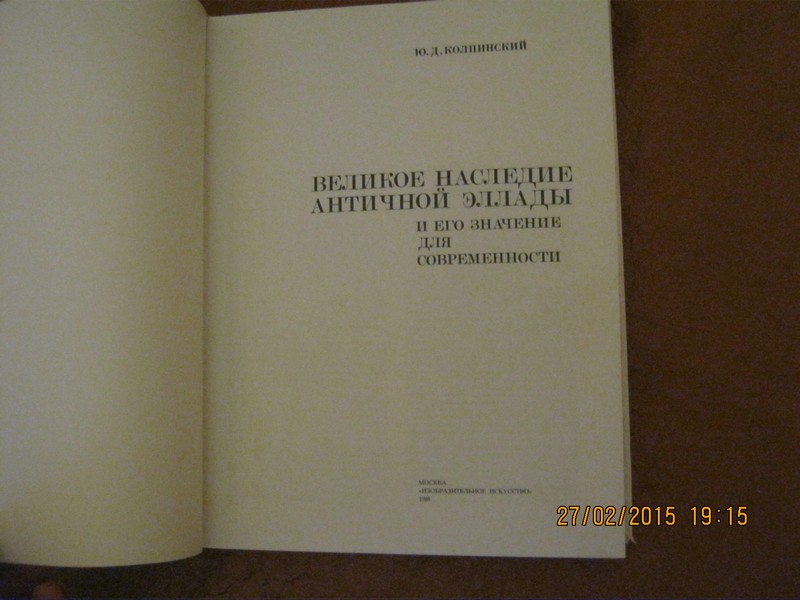 Ю. Д. КОЛПИНСКИЙ
ВЕЛИКОЕ НАСЛЕДИЕ
АНТИЧНОЙ ЭЛЛАДЫ
И ЕГО ЗНАЧЕНИЕ
ДЛЯ
СОВРЕМЕННОСТИ
МОСКВА
«ИЗОБРАЗИТЕЛЬНОЕ ИСКУССТВО»
27/02/2015 19:15